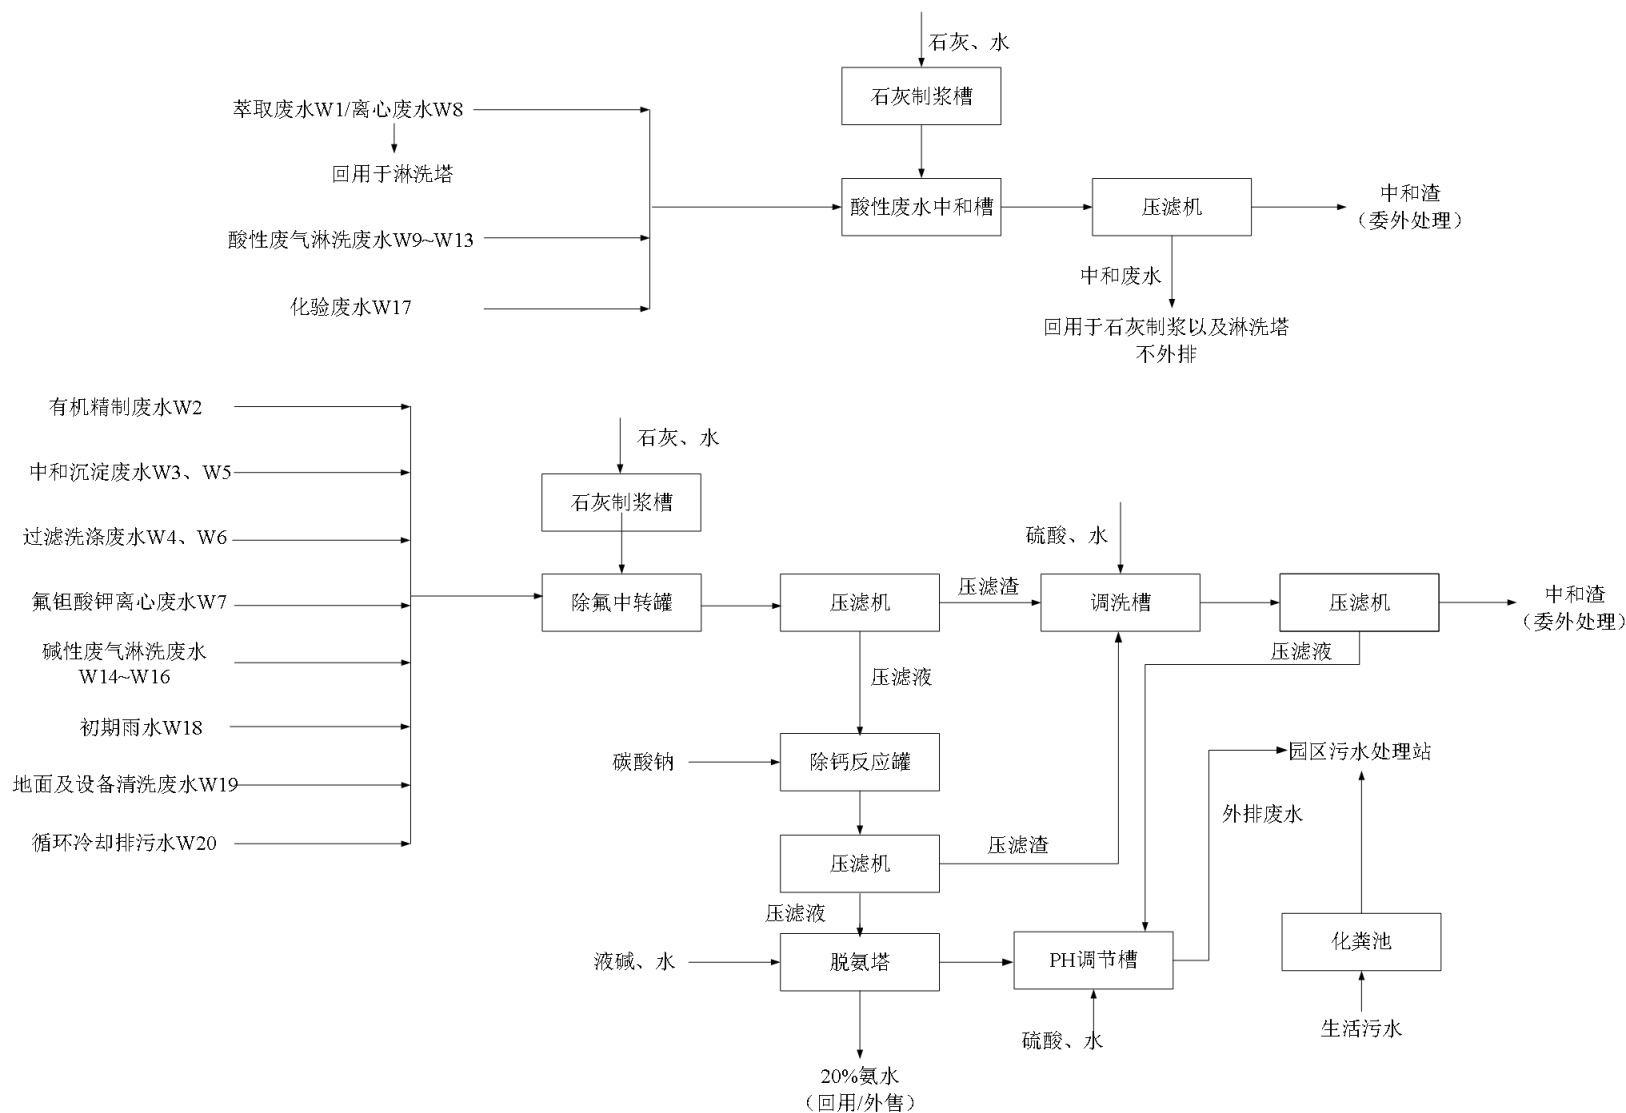 石灰、水
石灰制浆槽
萃取废水W1/离心废水W8
回用于淋洗塔
酸性废水中和槽
压滤机
中和渣
（委外处理）
酸性废气淋洗废水W9~W13
中和废水
化验废水W17
回用于石灰制浆以及淋洗塔
不外排
有机精制废水W2
石灰、水
中和沉淀废水W3、W5
石灰制浆槽
过滤洗涤废水W4、W6
硫酸、水
氟钽酸钾离心废水W7
除氟中转罐
压滤机
压滤渣
调洗槽
压滤机
中和渣
（委外处理）
碱性废气淋洗废水
W14~W16
压滤液
压滤液
初期雨水W18
碳酸钠
除钙反应罐
园区污水处理站
地面及设备清洗废水W19
外排废水
循环冷却排污水W20
压滤机
压滤渣
压滤液
液碱、水
脱氨塔
PH调节槽
化粪池
硫酸、水
生活污水
20%氨水
（回用/外售）